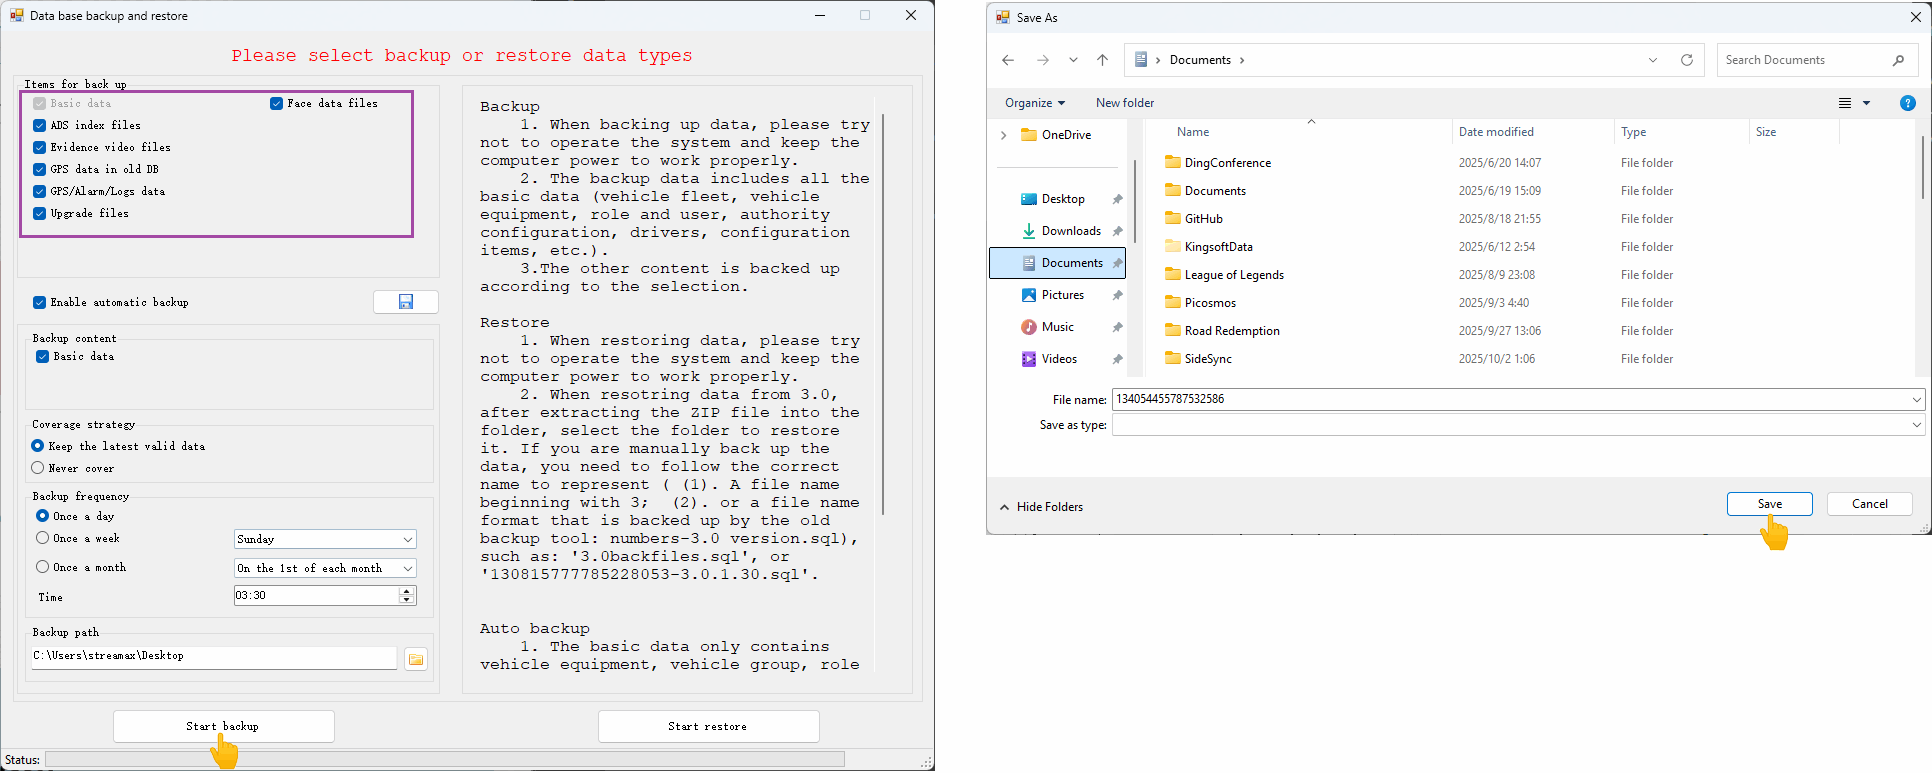 Data base backup and restore
Please select backup or restore data types
Items for back up
Basic data
Face data files
ADS index files
Evidence video files
GPS data in old DB
GPS/Alarm/Logs data
Upgrade files
Enable automatic backup
Backup content
Basic data
Coverage strategy
Keep the latest valid data
Never cover
Backup frequency
Once a day
Once a week
Sunday
Once a month
On the 1st of each month
Time
03:30
Backup path
C:\Users\streamax\Desktop
Backup
1. When backing up data, please try
not to operate the system and keep the
computer power to work properly.
2. The backup data includes all the
basic data (vehicle fleet, vehicle
equipment, role and user, authority
configuration, drivers, configuration
items, etc.).
3.The other content is backed up
according to the selection.
Restore
1. When restoring data, please try
not to operate the system and keep the
computer power to work properly.
2. When resotring data from 3.0,
after extracting the ZIP file into the
folder, select the folder to restore
it. If you are manually back up the
data, you need to follow the correct
name to represent ( (1). A file name
beginning with 3;  (2). or a file name
format that is backed up by the old
backup tool: numbers-3.0 version.sql),
such as: '3.0backfiles.sql', or
'130815777785228053-3.0.1.30.sql'.
Auto backup
1. The basic data only contains
vehicle equipment, vehicle group, role
Start backup
Start restore
Status:
Save As
Documents
Search Documents
Organize
New folder
?
OneDrive
Desktop
Downloads
Documents
Pictures
Music
Videos
Name Date modified Type Size
DingConference 2025/6/20 14:07 File folder
Documents 2025/6/19 15:09 File folder
GitHub 2025/8/18 21:55 File folder
KingsoftData 2025/6/12 2:54 File folder
League of Legends 2025/8/9 23:08 File folder
Picosmos 2025/9/3 4:40 File folder
Road Redemption 2025/9/27 13:06 File folder
SideSync 2025/10/2 1:06 File folder
File name: 134054455787532586
Save as type:
Hide Folders
Save
Cancel